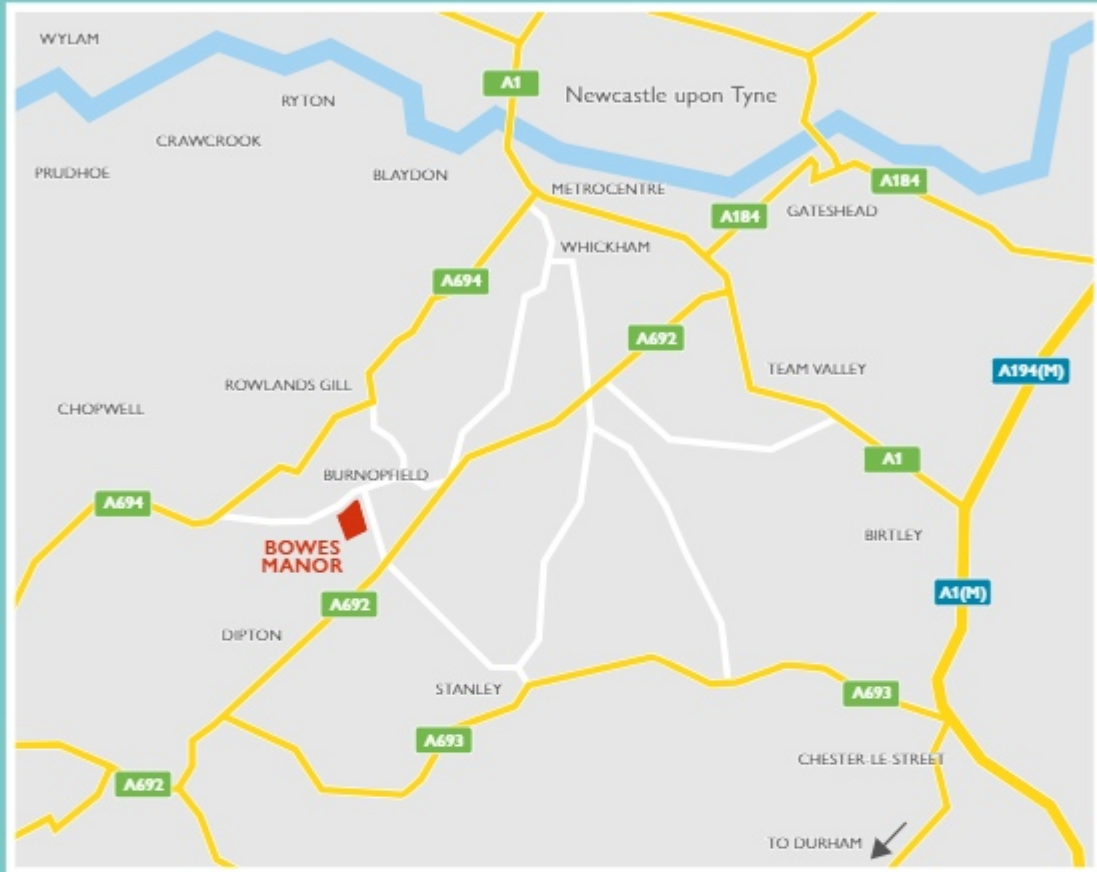 WYLAM
A1
Newcastle upon Tyne
RYTON
CRAWCROOK
PRUDHOE
BLAYDON
METROCENTRE
A184
A184
GATESHEAD
WHICKHAM
A694
A692
TEAM VALLEY
A194(M)
ROWLANDS GILL
CHOPWELL
A1
BURNOPFIELD
A694
BIRTLEY
BOWES
MANOR
A1(M)
A692
DIPTON
STANLEY
A693
A693
CHESTER-LE-STREET
A692
TO DURHAM